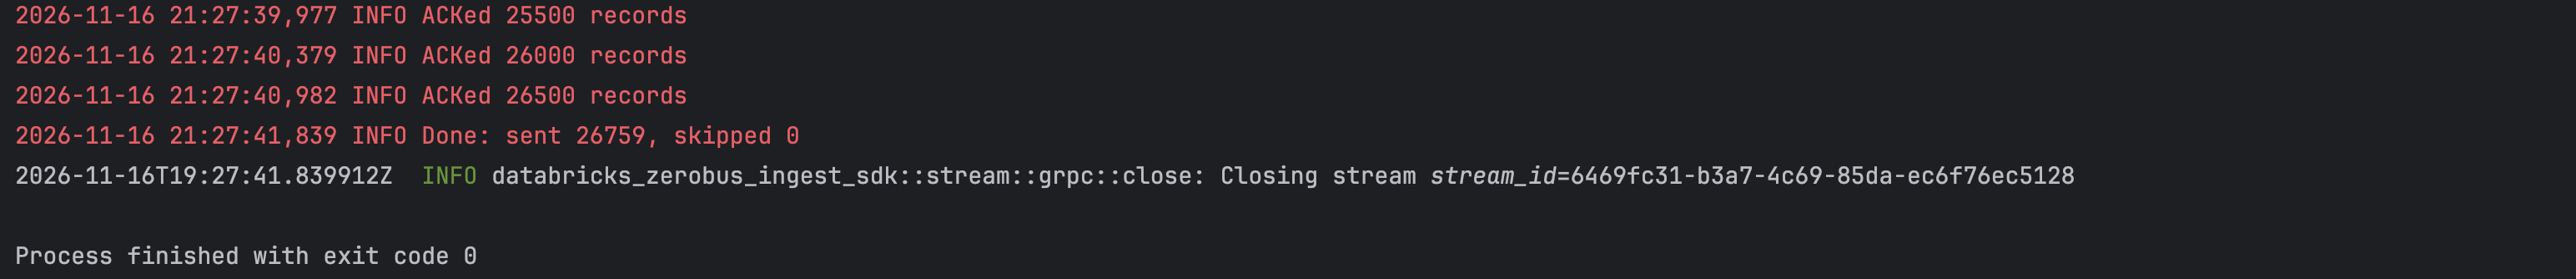 2026-11-16 21:27:39,977 INFO ACKed 25500 records
2026-11-16 21:27:40,379 INFO ACKed 26000 records
2026-11-16 21:27:40,982 INFO ACKed 26500 records
2026-11-16 21:27:41,839 INFO Done: sent 26759, skipped 0
2026-11-16T19:27:41.839912Z  INFO databricks_zerobus_ingest_sdk::stream::grpc::close: Closing stream stream_id=6469fc31-b3a7-4c69-85da-ec6f76ec5128
Process finished with exit code 0